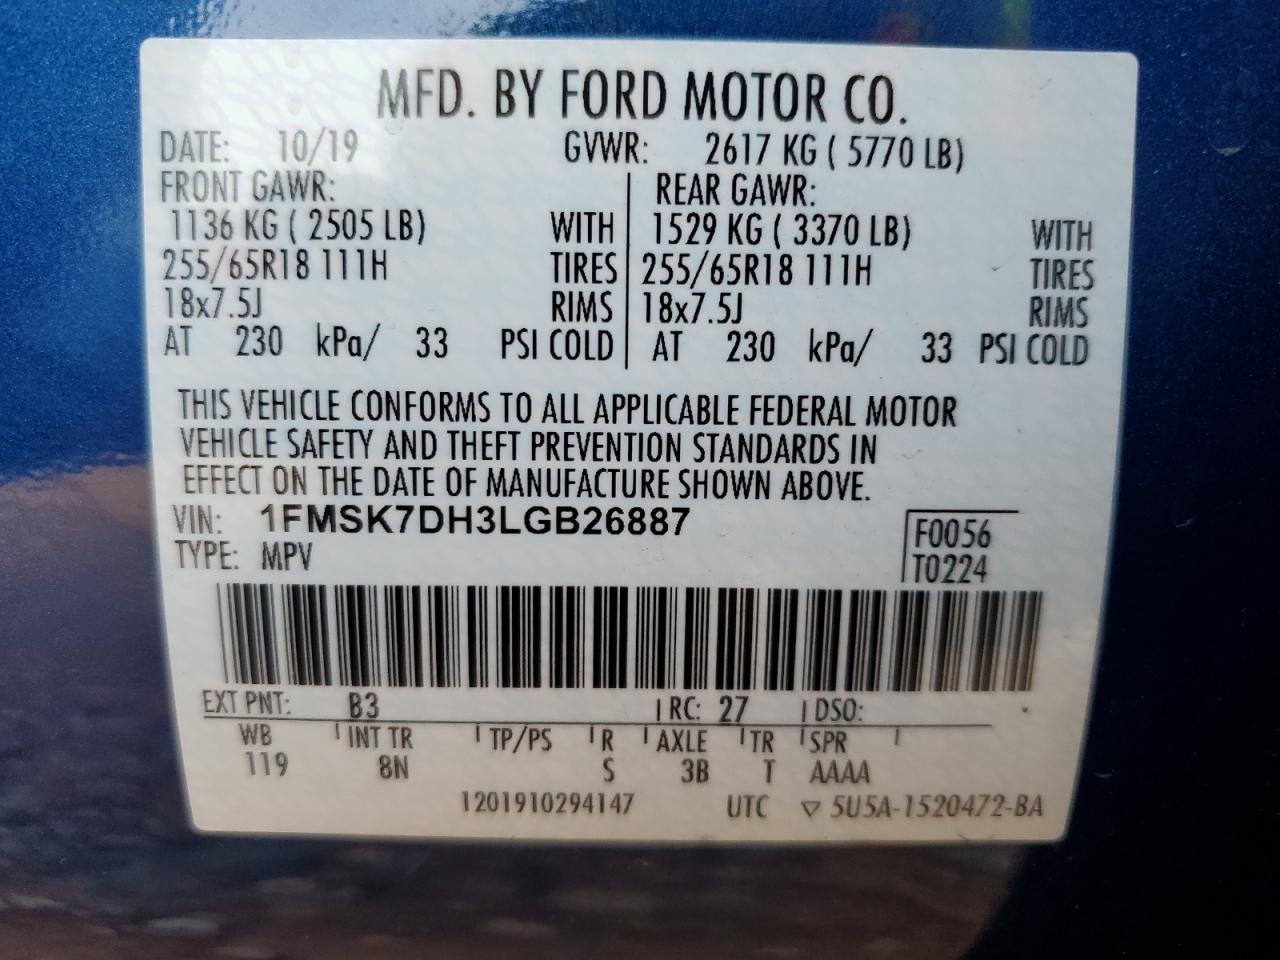 MFD. BY FORD MOTOR CO.
DATE: 10/19 GVWR: 2617 KG ( 5770 LB)
FRONT GAWR: REAR GAWR:
1136 KG ( 2505 LB) WITH 1529 KG ( 3370 LB) WITH
255/65R18 111H TIRES 255/65R18 111H TIRES
18x7.5J RIMS 18x7.5J RIMS
AT 230 kPa/ 33 PSI COLD AT 230 kPa/ 33 PSI COLD
THIS VEHICLE CONFORMS TO ALL APPLICABLE FEDERAL MOTOR
VEHICLE SAFETY AND THEFT PREVENTION STANDARDS IN
EFFECT ON THE DATE OF MANUFACTURE SHOWN ABOVE.
VIN: 1FMSK7DH3LGB26887 F0056
TYPE: MPV T0224
EXT PNT: B3 RC: 27 DSO:
WB INT TR TP/PS R AXLE TR SPR
119 8N S 3B T AAAA
1201910294147 UTC ▽ 5U5A-1520472-BA